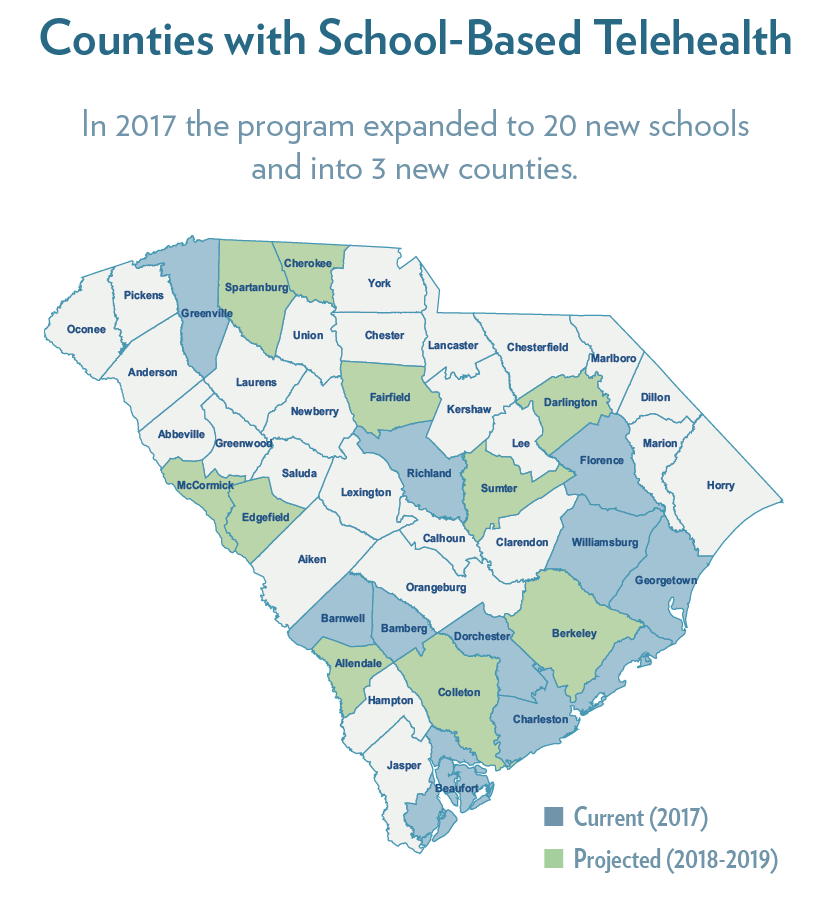 Counties with School-Based Telehealth
In 2017 the program expanded to 20 new schools
and into 3 new counties.
Cherokee
York
Spartanburg
Pickens
Greenville
Oconee
Union
Chester
Lancaster
Chesterfield
Marlboro
Anderson
Laurens
Fairfield
Darlington
Dillon
Newberry
Kershaw
Abbeville
Greenwood
Lee
Marion
Florence
Saluda
Richland
McCormick
Lexington
Sumter
Horry
Edgefield
Calhoun
Clarendon
Williamsburg
Aiken
Georgetown
Orangeburg
Barnwell
Bamberg
Dorchester
Berkeley
Allendale
Colleton
Hampton
Charleston
Jasper
Beaufort
Current (2017)
Projected (2018-2019)